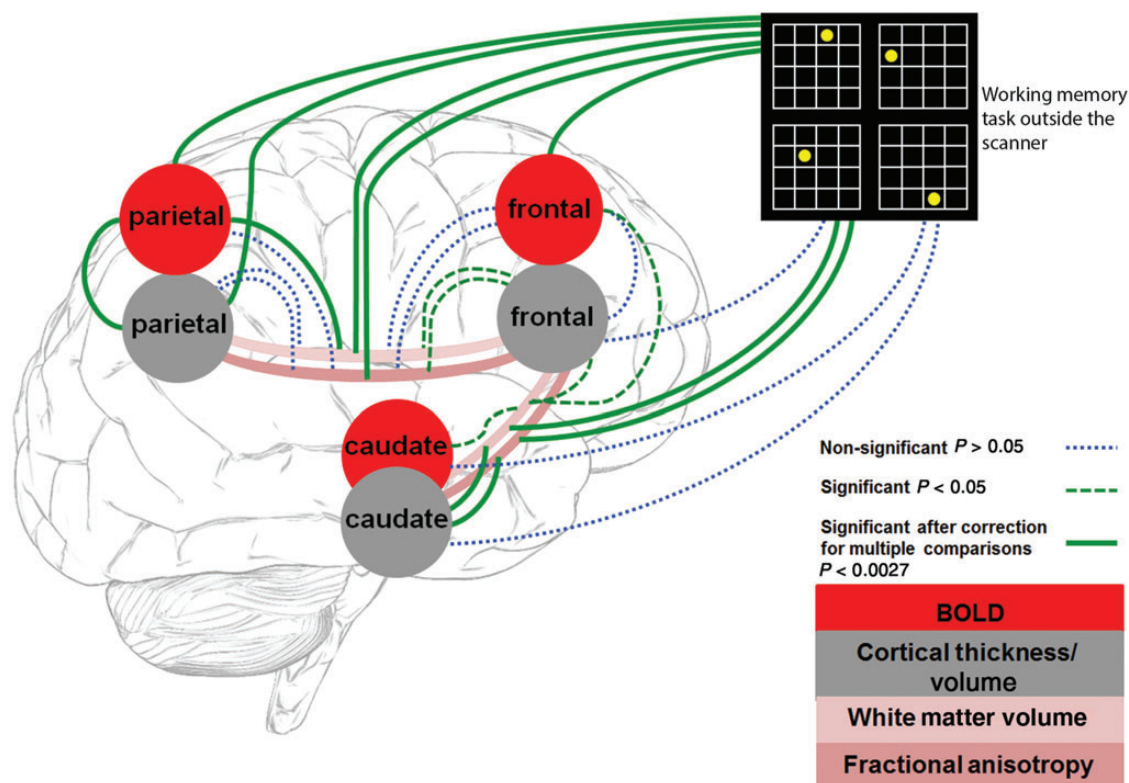 Working memory
task outside the
scanner
parietal
frontal
parietal
frontal
caudate
caudate
Non-significant P > 0.05
Significant P < 0.05
Significant after correction
for multiple comparisons
P < 0.0027
BOLD
Cortical thickness/
volume
White matter volume
Fractional anisotropy